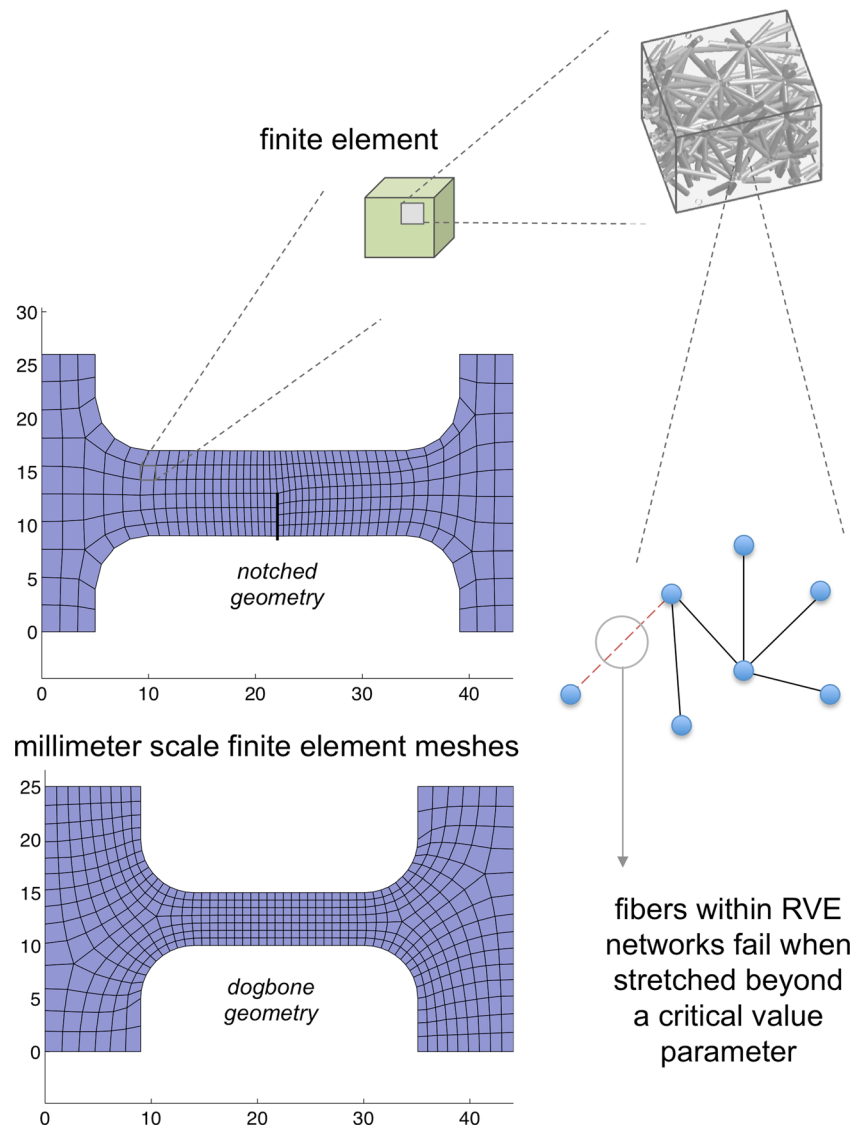 finite element
30
25
20
15
10
5
0
notched
geometry
0
10
20
30
40
millimeter scale finite element meshes
25
20
15
10
5
0
dogbone
geometry
0
10
20
30
40
fibers within RVE
networks fail when
stretched beyond
a critical value
parameter